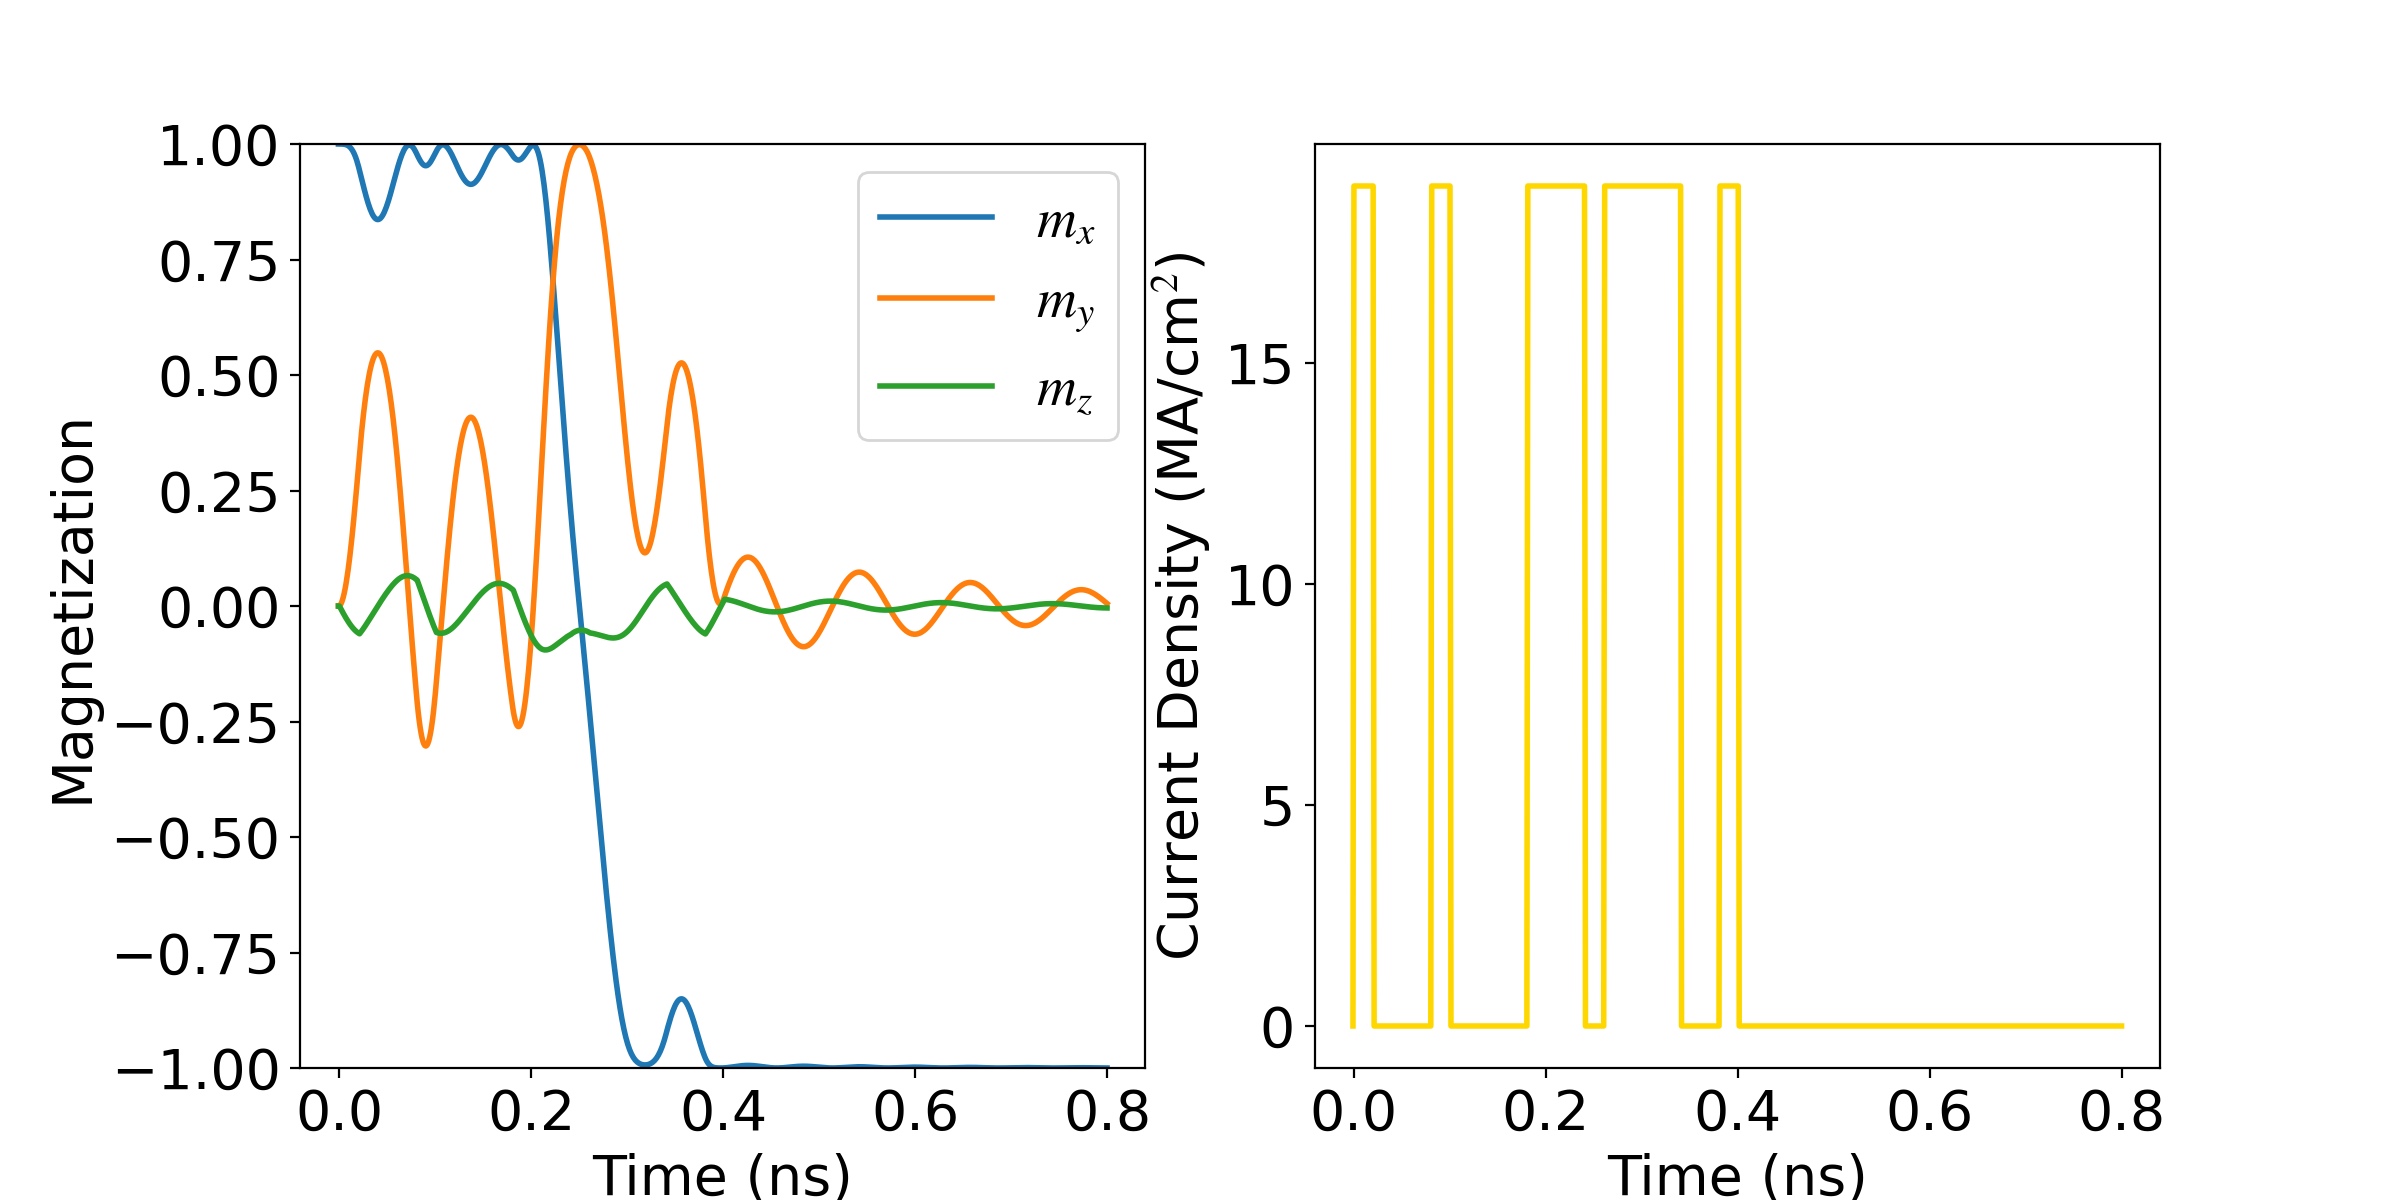 Magnetization
1.00
0.75
0.50
0.25
0.00
−0.25
−0.50
−0.75
−1.00
0.0 0.2 0.4 0.6 0.8
Time (ns)
m_x
m_y
m_z
Current Density (MA/cm²)
15
10
5
0
0.0 0.2 0.4 0.6 0.8
Time (ns)